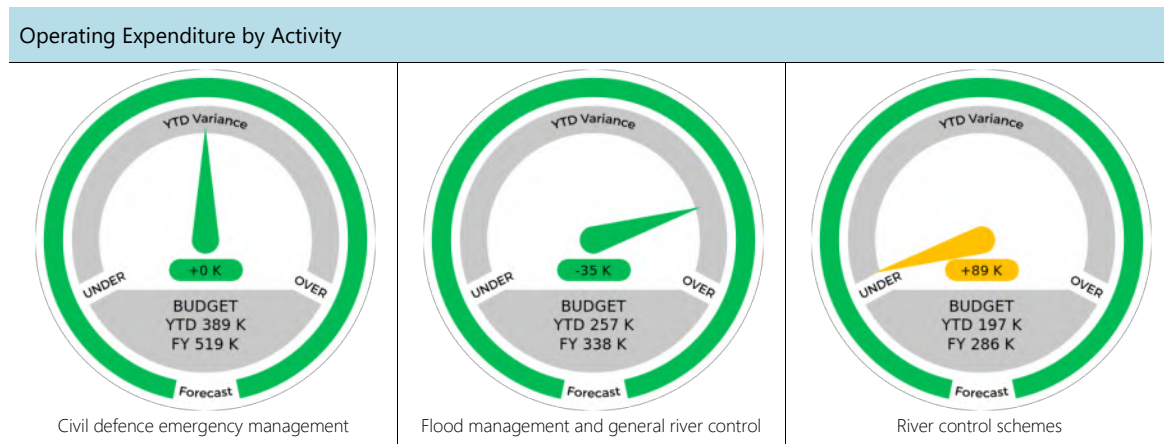 Operating Expenditure by Activity
YTD Variance
+0 K
UNDER
OVER
BUDGET
YTD 389 K
FY 519 K
Forecast
Civil defence emergency management
YTD Variance
-35 K
UNDER
OVER
BUDGET
YTD 257 K
FY 338 K
Forecast
Flood management and general river control
YTD Variance
+89 K
UNDER
OVER
BUDGET
YTD 197 K
FY 286 K
Forecast
River control schemes